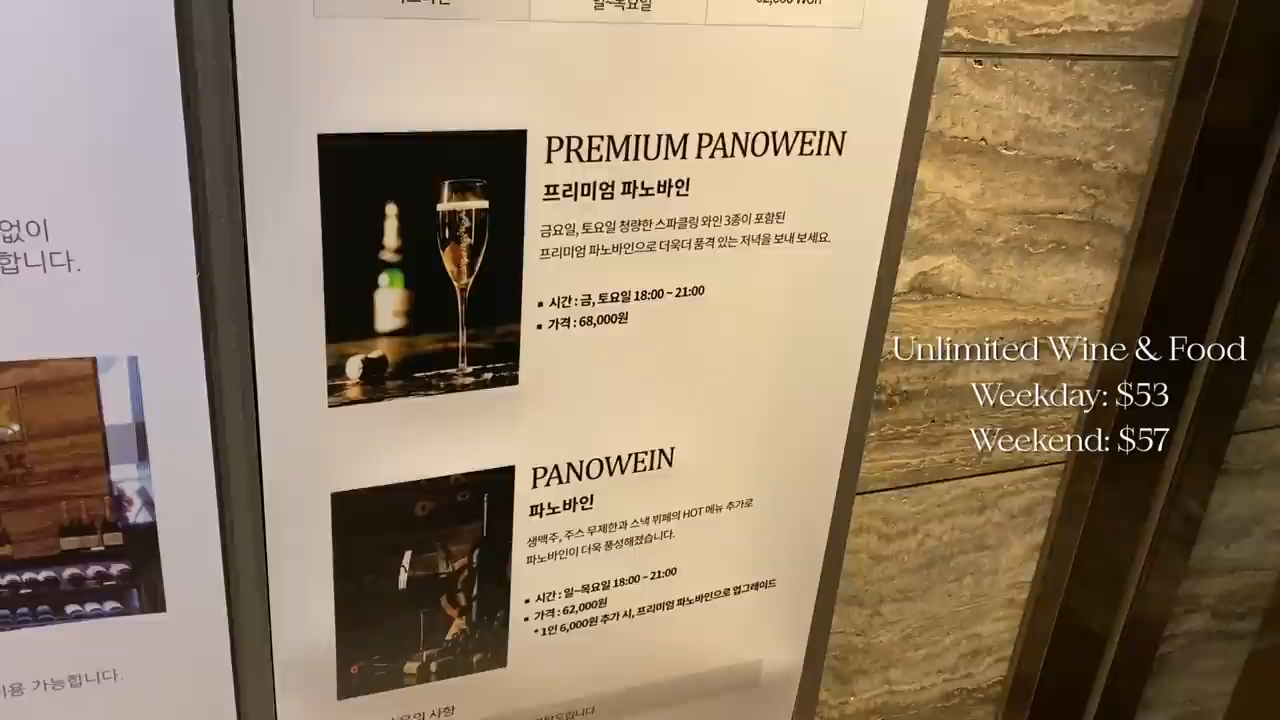 일~목요일
62,000 Won
없이
합니다.
PREMIUM PANOWEIN
프리미엄 파노바인
금요일, 토요일 청량한 스파클링 와인 3종이 포함된
프리미엄 파노바인으로 더욱더 품격 있는 저녁을 보내 보세요.
▪ 시간 : 금, 토요일 18:00 ~ 21:00
▪ 가격 : 68,000원
Unlimited Wine & Food
Weekday: $53
Weekend: $57
PANOWEIN
파노바인
생맥주, 주스 무제한과 스낵 뷔페의 HOT 메뉴 추가로
파노바인이 더욱 풍성해졌습니다.
▪ 시간 : 일~목요일 18:00 ~ 21:00
▪ 가격 : 62,000원
* 1인 6,000원 추가 시, 프리미엄 파노바인으로 업그레이드
가능합니다.
사항